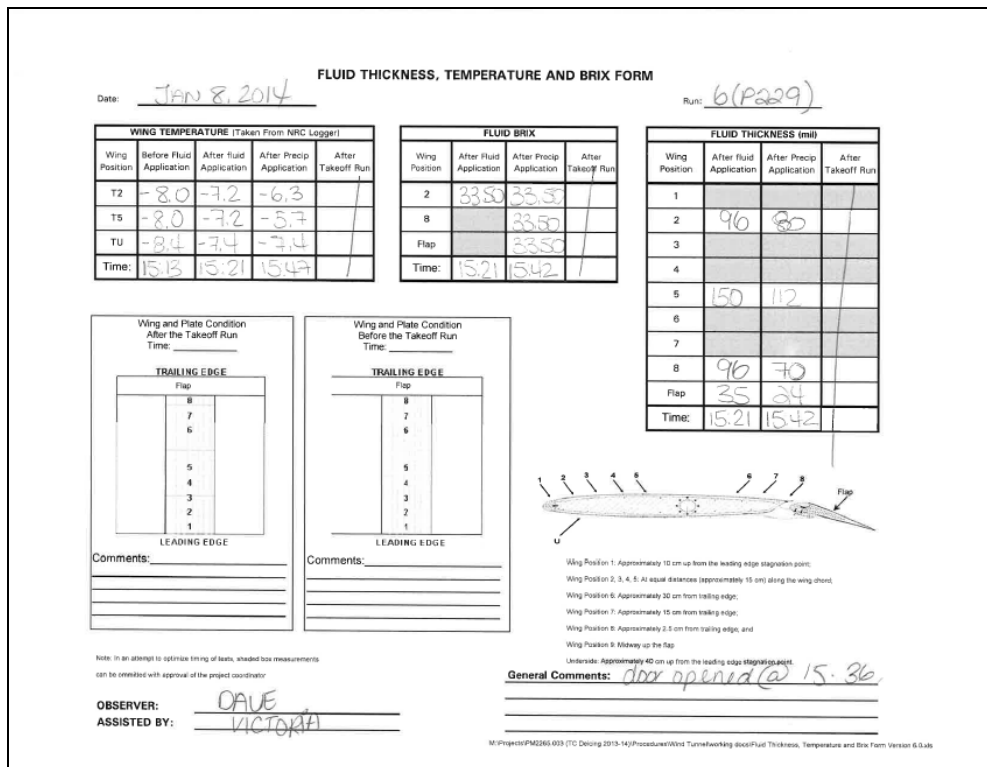 FLUID THICKNESS, TEMPERATURE AND BRIX FORM
Date: JAN 8, 2014
Run: 6 (P229)
WING TEMPERATURE (Taken From NRC Logger)
Wing Position Before Fluid Application After fluid Application After Precip Application After Takeoff Run
T2 -8.0 -7.2 -6.3
T5 -8.0 -7.2 -5.7
TU -8.4 -7.4 -7.4
Time: 15:13 15:21 15:47
FLUID BRIX
Wing Position After Fluid Application After Precip Application After Takeoff Run
2 33.50 33.50
8 33.50
Flap 33.50
Time: 15:21 15:42
FLUID THICKNESS (mil)
Wing Position After fluid Application After Precip Application After Takeoff Run
1
2 96 80
3
4
5 150 112
6
7
8 96 70
Flap 35 24
Time: 15:21 15:42
Wing and Plate Condition
After the Takeoff Run
Time:
TRAILING EDGE
Flap
8
7
6
5
4
3
2
1
LEADING EDGE
Comments:
Wing and Plate Condition
Before the Takeoff Run
Time:
TRAILING EDGE
Flap
8
7
6
5
4
3
2
1
LEADING EDGE
Comments:
1 2 3 4 5 6 7 8
Flap
U
Wing Position 1: Approximately 10 cm up from the leading edge stagnation point;
Wing Position 2, 3, 4, 5: At equal distances (approximately 15 cm) along the wing chord;
Wing Position 6: Approximately 30 cm from trailing edge;
Wing Position 7: Approximately 15 cm from trailing edge;
Wing Position 8: Approximately 2.5 cm from trailing edge; and
Wing Position 9: Midway up the flap
Underside: Approximately 40 cm up from the leading edge stagnation point.
Note: In an attempt to optimize timing of tests, shaded box measurements
can be ommitted with approval of the project coordinator
General Comments: door opened @ 15:36
OBSERVER: DAVE
ASSISTED BY: VICTORIA
M:\Projects\PM2265.003 (TC Deicing 2013-14)\Procedures\Wind Tunnel\working docs\Fluid Thickness, Temperature and Brix Form Version 6.0.xls